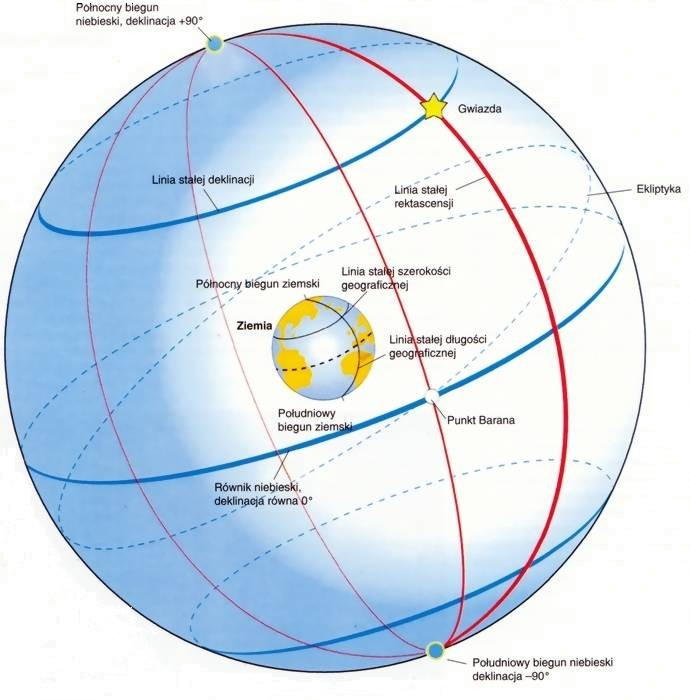 Północny biegun
niebieski, deklinacja +90°
Gwiazda
Linia stałej deklinacji
Linia stałej
rektascensji
Ekliptyka
Północny biegun ziemski
Linia stałej szerokości
geograficznej
Ziemia
Linia stałej długości
geograficznej
Południowy
biegun ziemski
Punkt Barana
Równik niebieski,
deklinacja równa 0°
Południowy biegun niebieski
deklinacja –90°